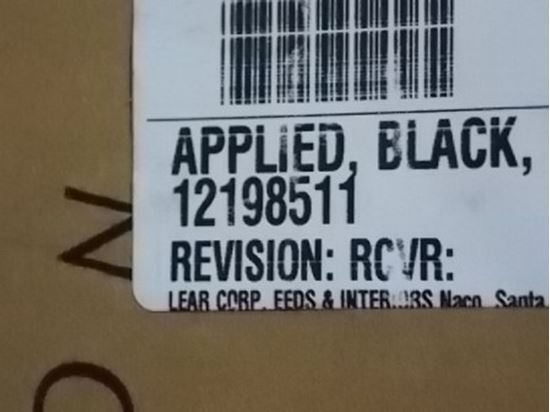 APPLIED, BLACK,
12198511
REVISION: RCVR:
LEAR CORP. EEDS & INTERIORS Naco, Santa
N
O